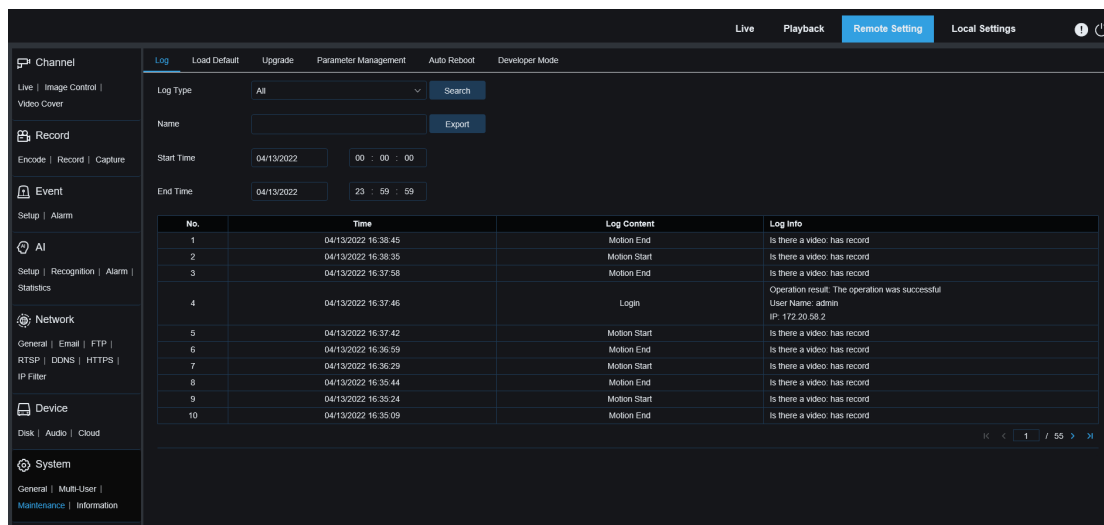 Live Playback Remote Setting Local Settings
Channel
Live | Image Control |
Video Cover
Record
Encode | Record | Capture
Event
Setup | Alarm
AI
Setup | Recognition | Alarm |
Statistics
Network
General | Email | FTP |
RTSP | DDNS | HTTPS |
IP Filter
Device
Disk | Audio | Cloud
System
General | Multi-User |
Maintenance | Information
Log Load Default Upgrade Parameter Management Auto Reboot Developer Mode
Log Type All Search
Name Export
Start Time 04/13/2022 00 : 00 : 00
End Time 04/13/2022 23 : 59 : 59
No. Time Log Content Log Info
1 04/13/2022 16:38:45 Motion End Is there a video: has record
2 04/13/2022 16:38:35 Motion Start Is there a video: has record
3 04/13/2022 16:37:58 Motion End Is there a video: has record
4 04/13/2022 16:37:46 Login Operation result: The operation was successful
User Name: admin
IP: 172.20.58.2
5 04/13/2022 16:37:42 Motion Start Is there a video: has record
6 04/13/2022 16:36:59 Motion End Is there a video: has record
7 04/13/2022 16:36:29 Motion Start Is there a video: has record
8 04/13/2022 16:35:44 Motion End Is there a video: has record
9 04/13/2022 16:35:24 Motion Start Is there a video: has record
10 04/13/2022 16:35:09 Motion End Is there a video: has record
1 / 55